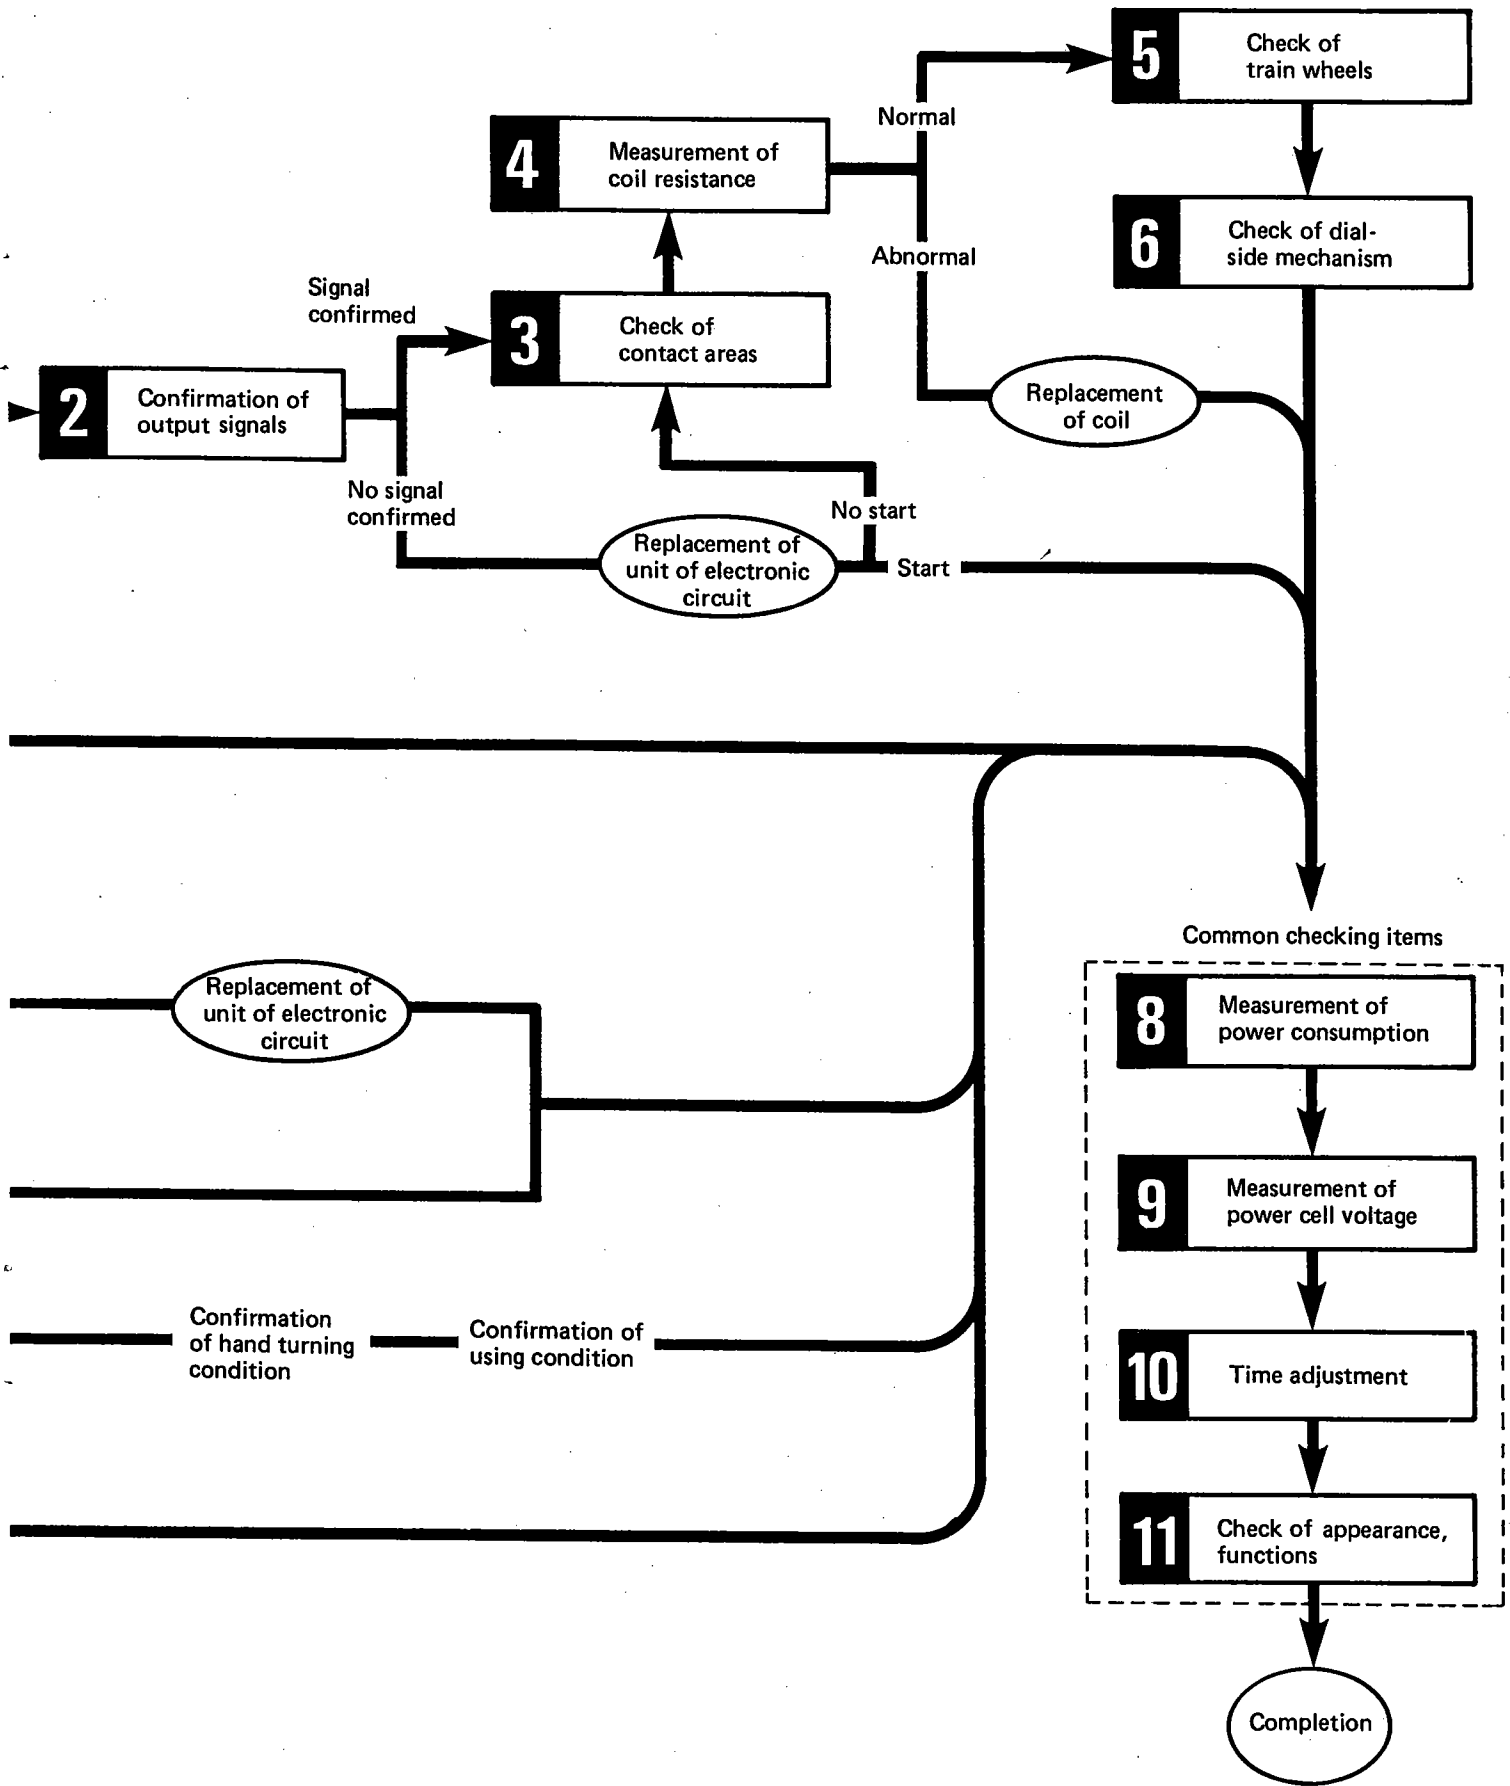 5
Check of
train wheels
Normal
4
Measurement of
coil resistance
6
Check of dial-
side mechanism
Abnormal
Signal
confirmed
3
Check of
contact areas
2
Confirmation of
output signals
Replacement
of coil
No signal
confirmed
No start
Replacement of
unit of electronic
circuit
Start
Common checking items
8
Measurement of
power consumption
Replacement of
unit of electronic
circuit
9
Measurement of
power cell voltage
Confirmation
of hand turning
condition
Confirmation of
using condition
10
Time adjustment
11
Check of appearance,
functions
Completion